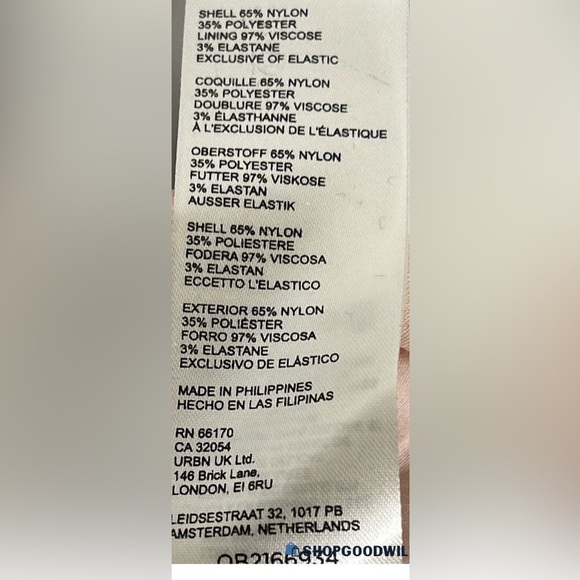 SHELL 65% NYLON
35% POLYESTER
LINING 97% VISCOSE
3% ELASTANE
EXCLUSIVE OF ELASTIC
COQUILLE 65% NYLON
35% POLYESTER
DOUBLURE 97% VISCOSE
3% ÉLASTHANNE
À L'EXCLUSION DE L'ÉLASTIQUE
OBERSTOFF 65% NYLON
35% POLYESTER
FUTTER 97% VISKOSE
3% ELASTAN
AUSSER ELASTIK
SHELL 65% NYLON
35% POLIESTERE
FODERA 97% VISCOSA
3% ELASTAN
ECCETTO L'ELASTICO
EXTERIOR 65% NYLON
35% POLIÉSTER
FORRO 97% VISCOSA
3% ELASTANE
EXCLUSIVO DE ELÁSTICO
MADE IN PHILIPPINES
HECHO EN LAS FILIPINAS
RN 66170
CA 32054
URBN UK Ltd.
146 Brick Lane,
LONDON, EI 6RU
LEIDSESTRAAT 32, 1017 PB
AMSTERDAM, NETHERLANDS
OB2166934
SHOPGOODWIL